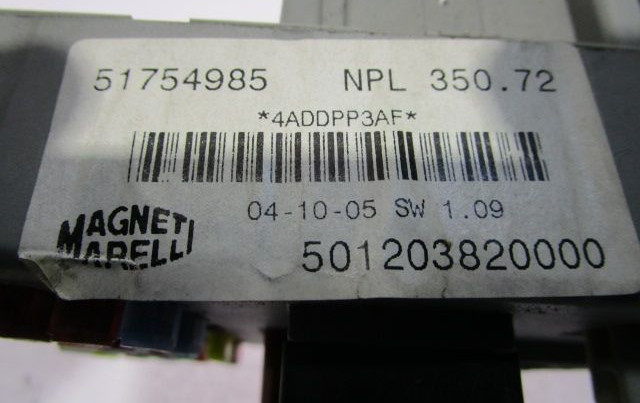 51754985 NPL 350.72
*4ADDPP3AF*
04-10-05 SW 1.09
MAGNETI
MARELLI
501203820000